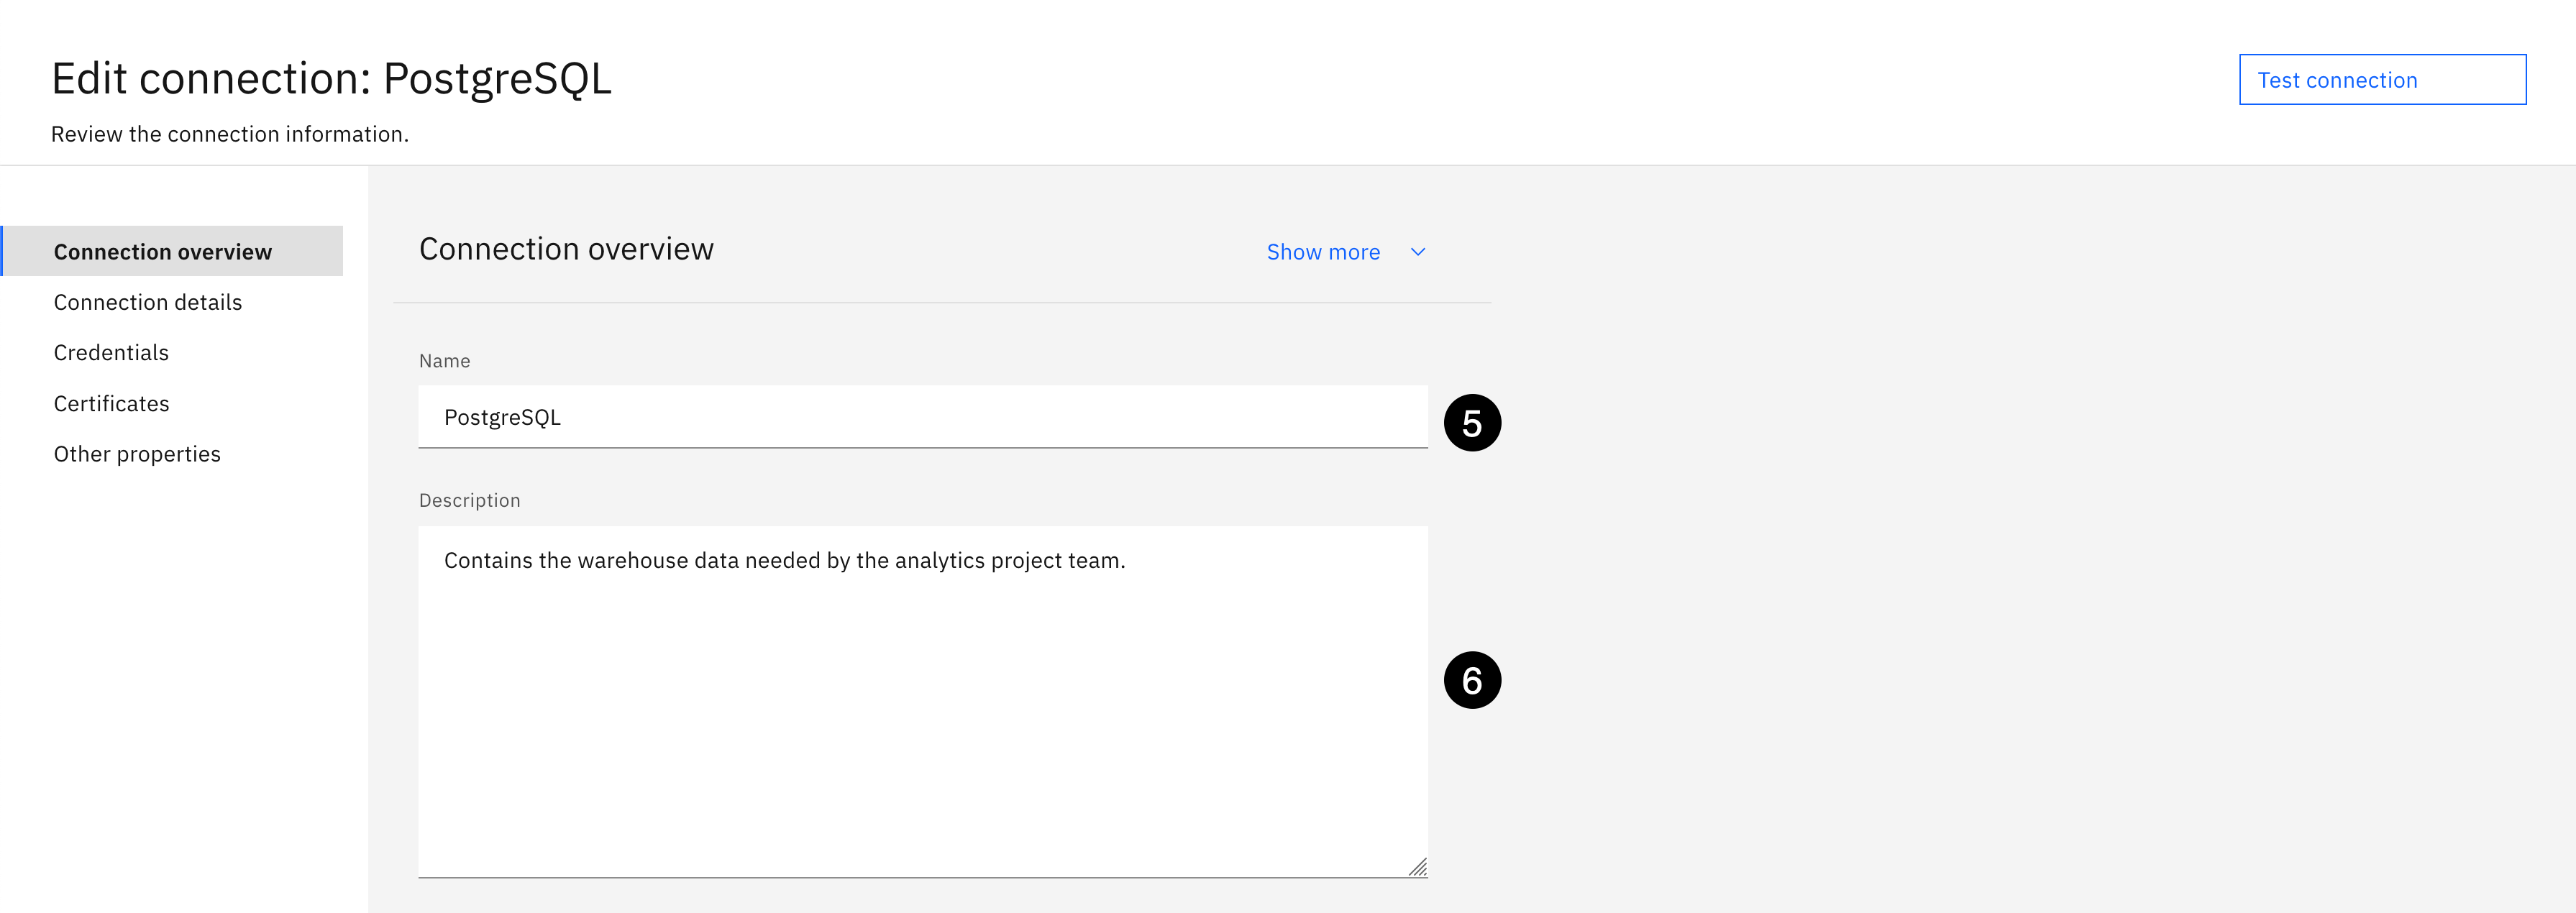 Edit connection: PostgreSQL
Test connection
Review the connection information.
Connection overview
Connection details
Credentials
Certificates
Other properties
Connection overview
Show more
Name
PostgreSQL
5
Description
Contains the warehouse data needed by the analytics project team.
6